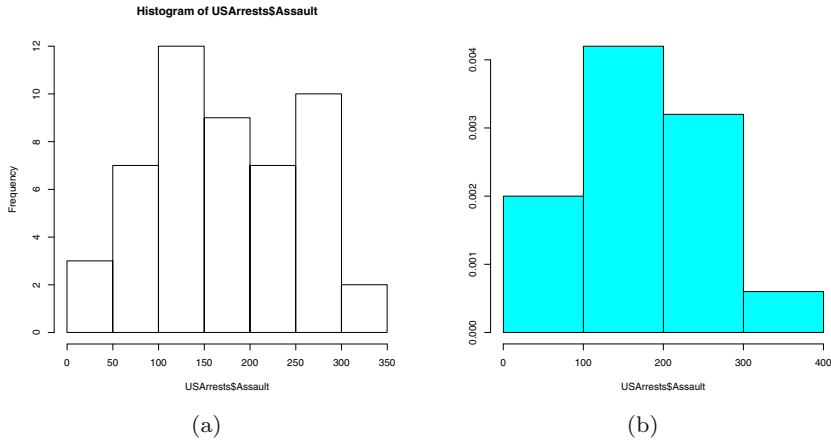 Histogram of USArrests$Assault
Frequency
12
10
8
6
4
2
0
0 50 100 150 200 250 300 350
USArrests$Assault
(a)
0.004
0.003
0.002
0.001
0.000
0 100 200 300 400
USArrests$Assault
(b)